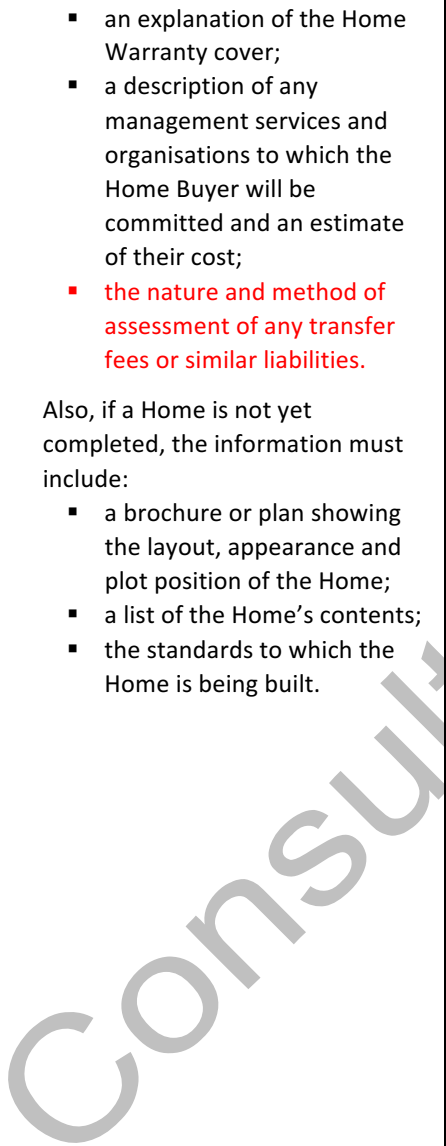 ▪ an explanation of the Home
Warranty cover;
▪ a description of any
management services and
organisations to which the
Home Buyer will be
committed and an estimate
of their cost;
▪ the nature and method of
assessment of any transfer
fees or similar liabilities.
Also, if a Home is not yet
completed, the information must
include:
▪ a brochure or plan showing
the layout, appearance and
plot position of the Home;
▪ a list of the Home’s contents;
▪ the standards to which the
Home is being built.
Consult